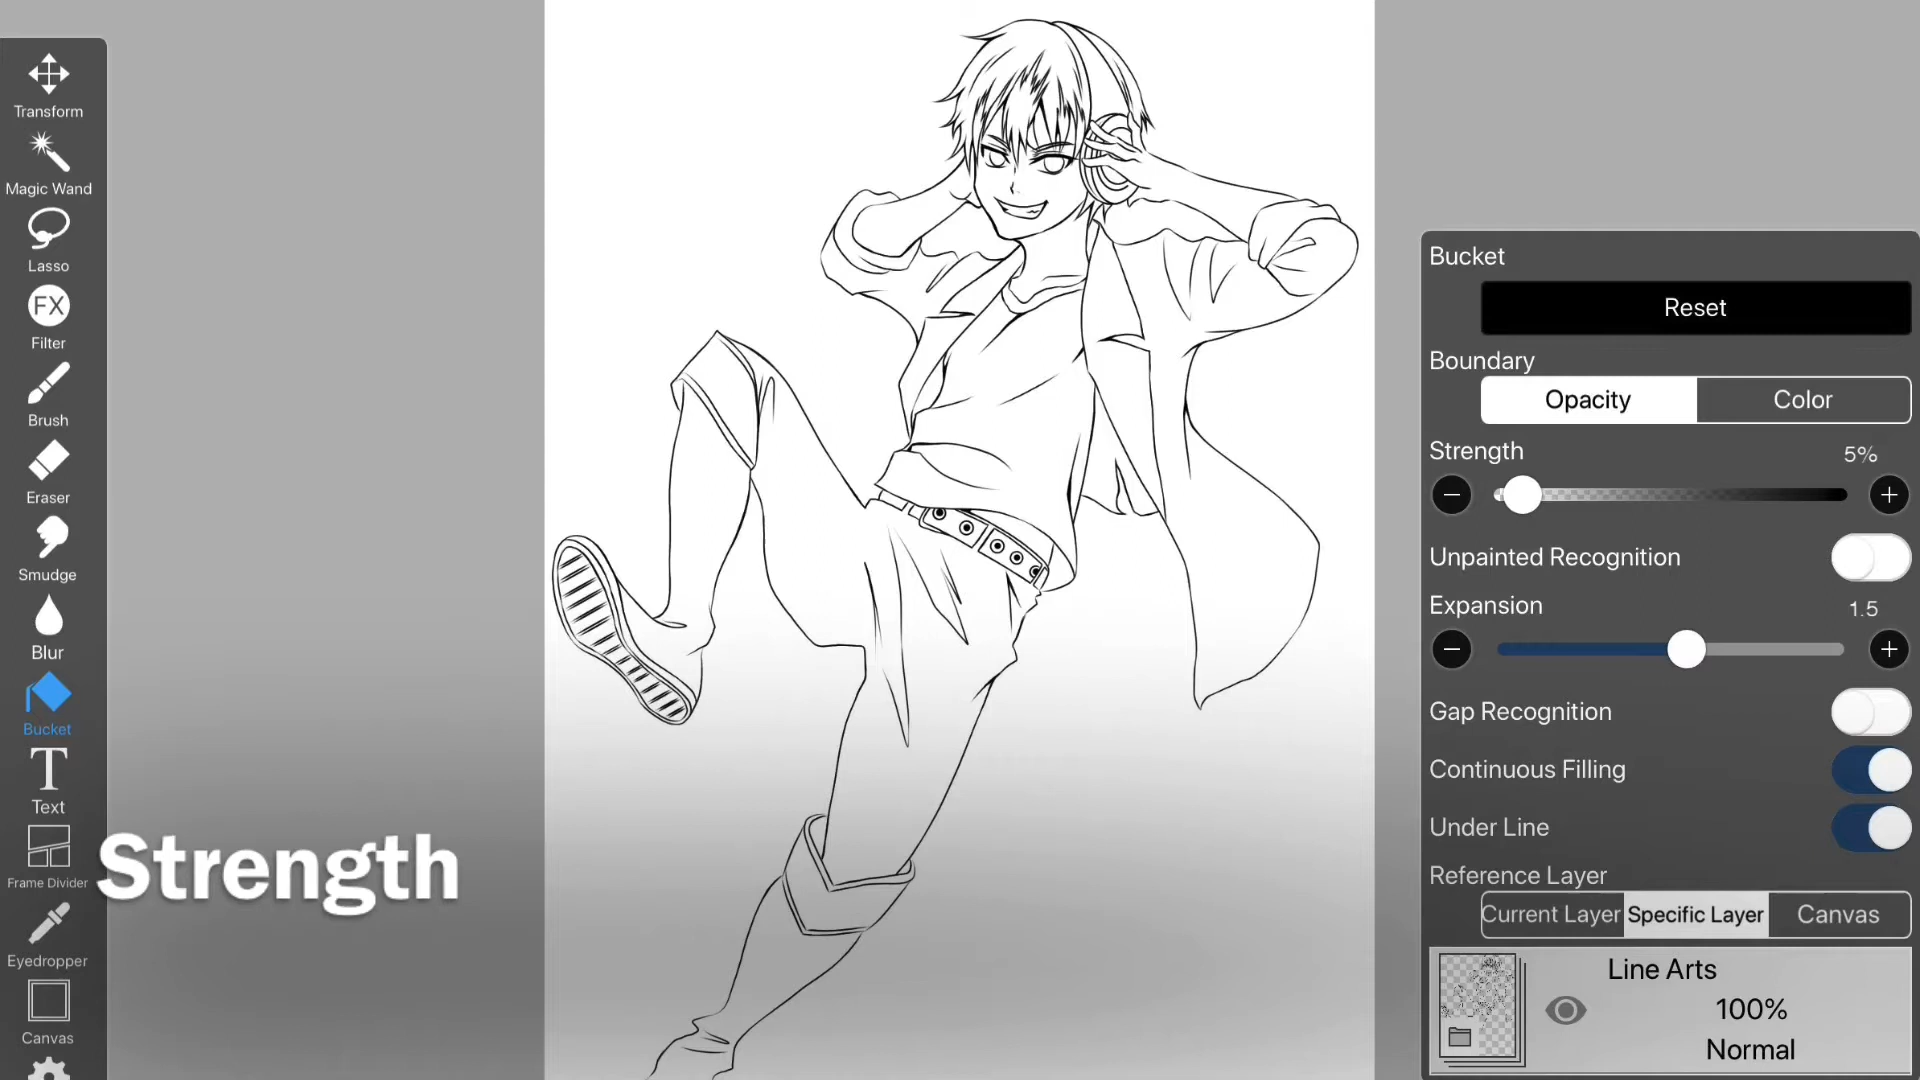 Transform
Magic Wand
Lasso
FX
Filter
Brush
Eraser
Smudge
Blur
Bucket
T
Text
Frame Divider
Eyedropper
Canvas
Strength
Bucket
Reset
Boundary
Opacity Color
Strength 5%
Unpainted Recognition
Expansion 1.5
Gap Recognition
Continuous Filling
Under Line
Reference Layer
Current Layer Specific Layer Canvas
Line Arts
100%
Normal